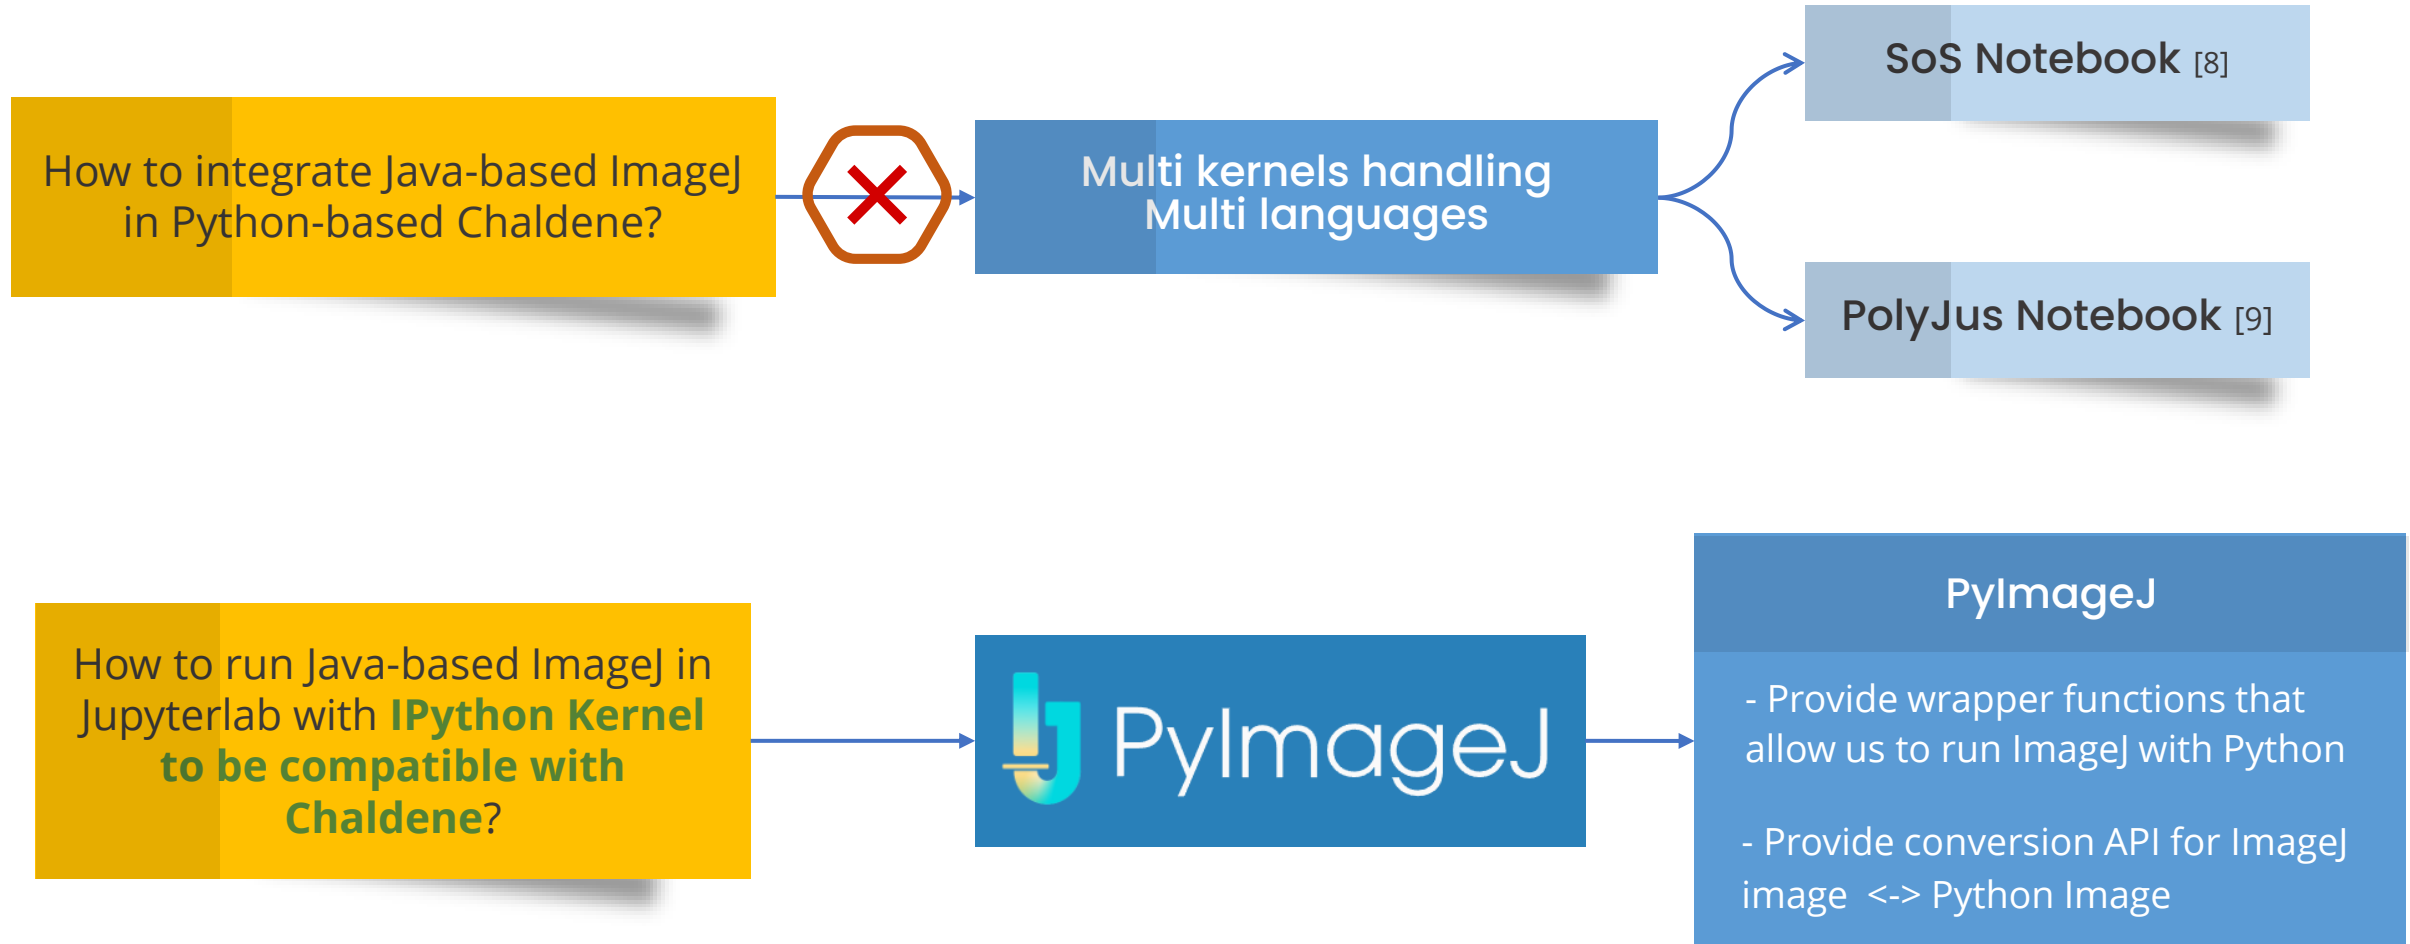 How to integrate Java-based ImageJ
in Python-based Chaldene?
Multi kernels handling
Multi languages
SoS Notebook [8]
PolyJus Notebook [9]
How to run Java-based ImageJ in
Jupyterlab with IPython Kernel
to be compatible with
Chaldene?
PyImageJ
PyImageJ
- Provide wrapper functions that
allow us to run ImageJ with Python
- Provide conversion API for ImageJ
image <-> Python Image